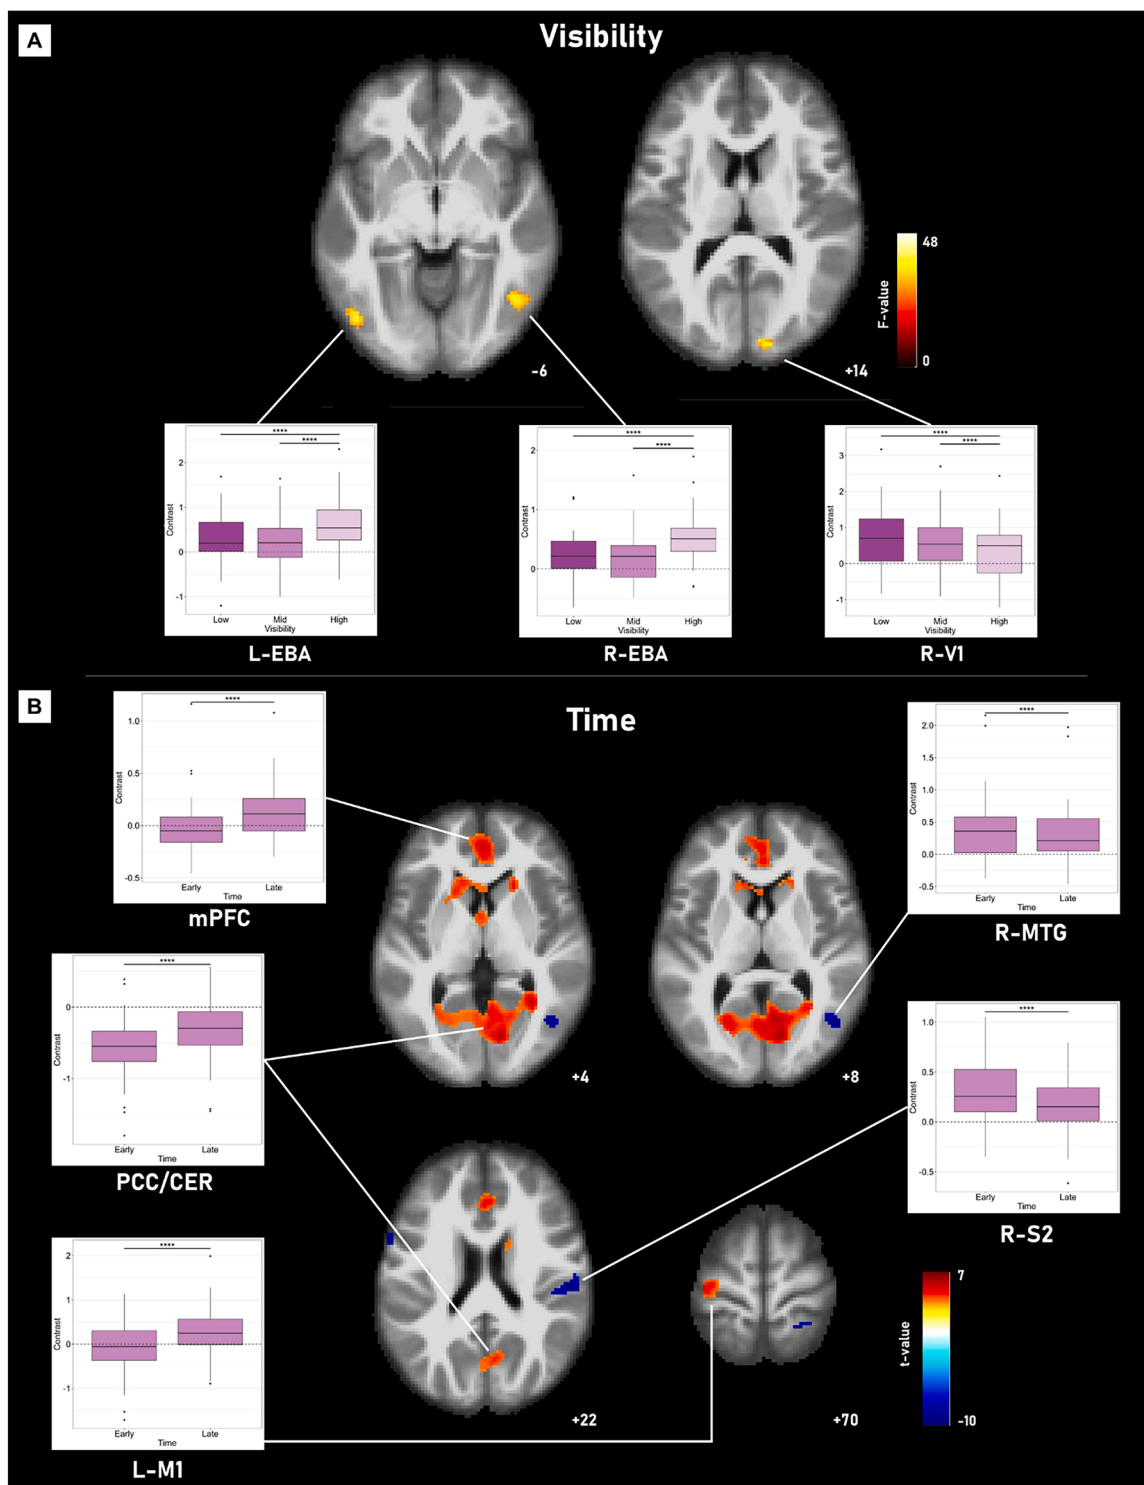 A
Visibility
48
F-value
0
-6
+14
****
****
2
1
0
-1
Contrast
Low
Mid
High
Visibility
L-EBA
****
****
2
1
0
Contrast
Low
Mid
High
R-EBA
****
****
3
2
1
0
-1
Contrast
Low
Mid
High
R-V1
B
Time
****
1.0
0.5
0.0
-0.5
Contrast
Early
Late
Time
mPFC
****
2.0
1.5
1.0
0.5
0.0
-0.5
Contrast
Early
Late
Time
R-MTG
+4
+8
****
0
-1
Contrast
Early
Late
Time
PCC/CER
****
1.0
0.5
0.0
-0.5
Contrast
Early
Late
Time
R-S2
****
2
1
0
-1
Contrast
Early
Late
Time
L-M1
+22
+70
7
t-value
-10